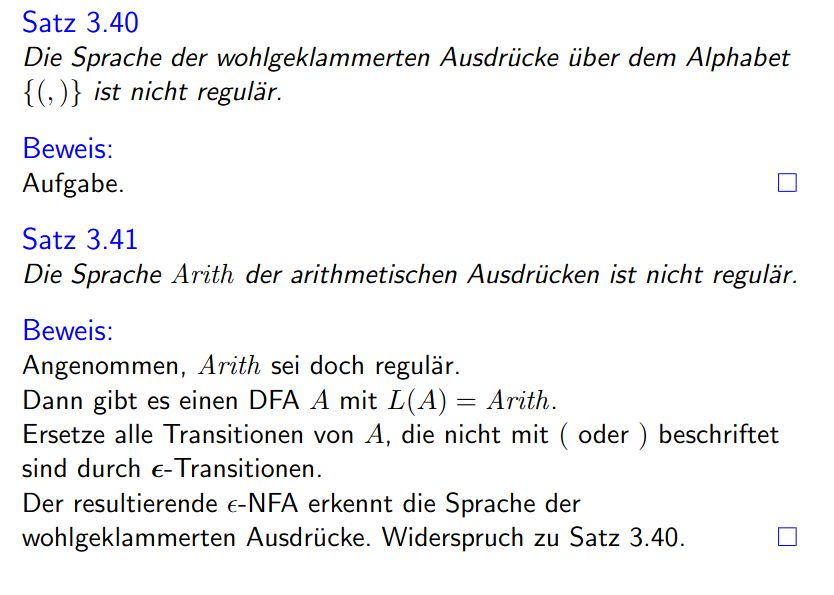 Satz 3.40
Die Sprache der wohlgeklammerten Ausdrücke über dem Alphabet
{(, )} ist nicht regulär.
Beweis:
Aufgabe. □
Satz 3.41
Die Sprache Arith der arithmetischen Ausdrücken ist nicht regulär.
Beweis:
Angenommen, Arith sei doch regulär.
Dann gibt es einen DFA A mit L(A) = Arith.
Ersetze alle Transitionen von A, die nicht mit ( oder ) beschriftet
sind durch ϵ-Transitionen.
Der resultierende ϵ-NFA erkennt die Sprache der
wohlgeklammerten Ausdrücke. Widerspruch zu Satz 3.40. □